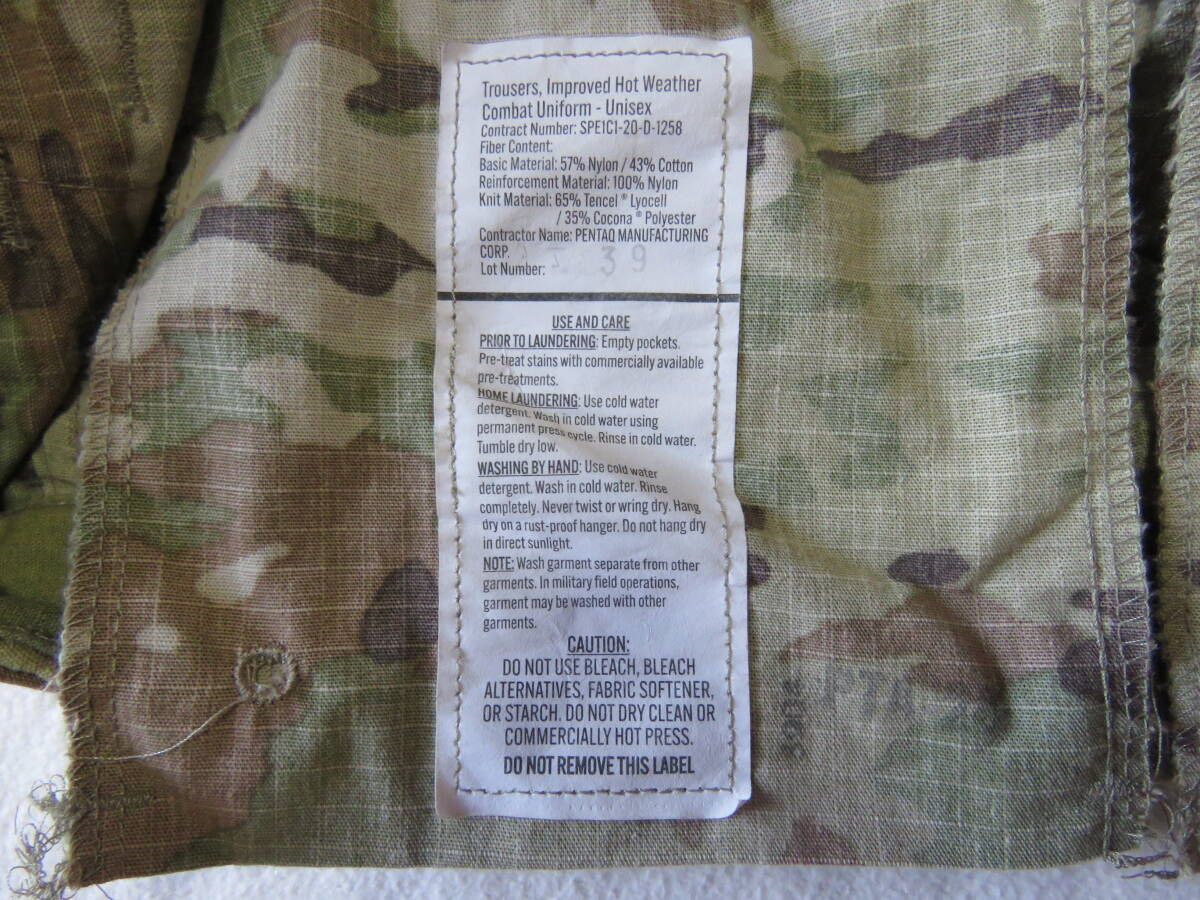 Trousers, Improved Hot Weather
Combat Uniform - Unisex
Contract Number: SPE1C1-20-D-1258
Fiber Content:
Basic Material: 57% Nylon / 43% Cotton
Reinforcement Material: 100% Nylon
Knit Material: 65% Tencel ® Lyocell
/ 35% Cocona ® Polyester
Contractor Name: PENTAQ MANUFACTURING
CORP.
Lot Number: 39
USE AND CARE
PRIOR TO LAUNDERING: Empty pockets.
Pre-treat stains with commercially available
pre-treatments.
HOME LAUNDERING: Use cold water
detergent. Wash in cold water using
permanent press cycle. Rinse in cold water.
Tumble dry low.
WASHING BY HAND: Use cold water
detergent. Wash in cold water. Rinse
completely. Never twist or wring dry. Hang
dry on a rust-proof hanger. Do not hang dry
in direct sunlight.
NOTE: Wash garment separate from other
garments. In military field operations,
garment may be washed with other
garments.
CAUTION:
DO NOT USE BLEACH, BLEACH
ALTERNATIVES, FABRIC SOFTENER,
OR STARCH. DO NOT DRY CLEAN OR
COMMERCIALLY HOT PRESS.
DO NOT REMOVE THIS LABEL